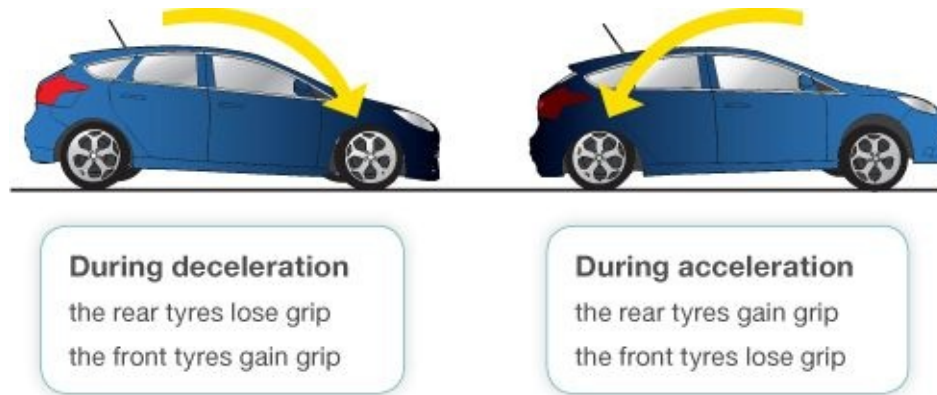 During deceleration
the rear tyres lose grip
the front tyres gain grip
During acceleration
the rear tyres gain grip
the front tyres lose grip